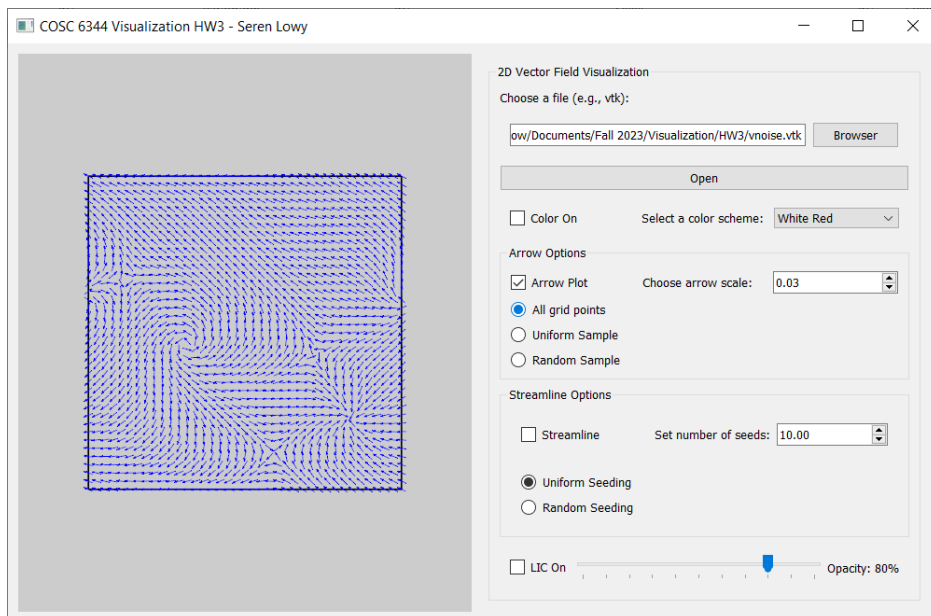 COSC 6344 Visualization HW3 - Seren Lowy
2D Vector Field Visualization
Choose a file (e.g., vtk):
ow/Documents/Fall 2023/Visualization/HW3/vnoise.vtk Browser
Open
Color On Select a color scheme: White Red
Arrow Options
Arrow Plot Choose arrow scale: 0.03
All grid points
Uniform Sample
Random Sample
Streamline Options
Streamline Set number of seeds: 10.00
Uniform Seeding
Random Seeding
LIC On Opacity: 80%